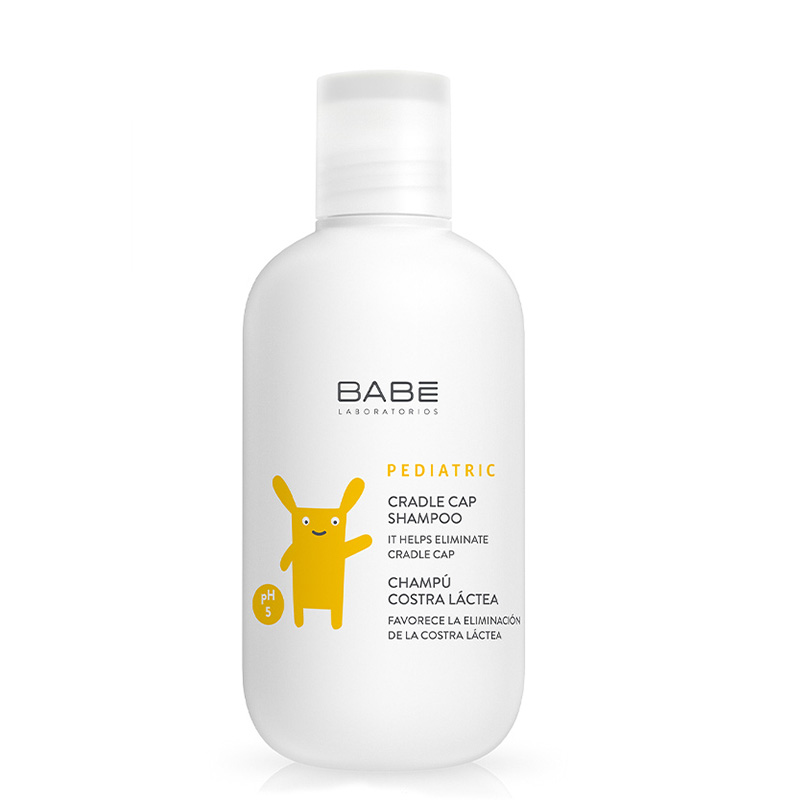 BABÉ
LABORATORIOS
PEDIATRIC
CRADLE CAP
SHAMPOO
IT HELPS ELIMINATE
CRADLE CAP
CHAMPÚ
COSTRA LÁCTEA
FAVORECE LA ELIMINACIÓN
DE LA COSTRA LÁCTEA
pH
5